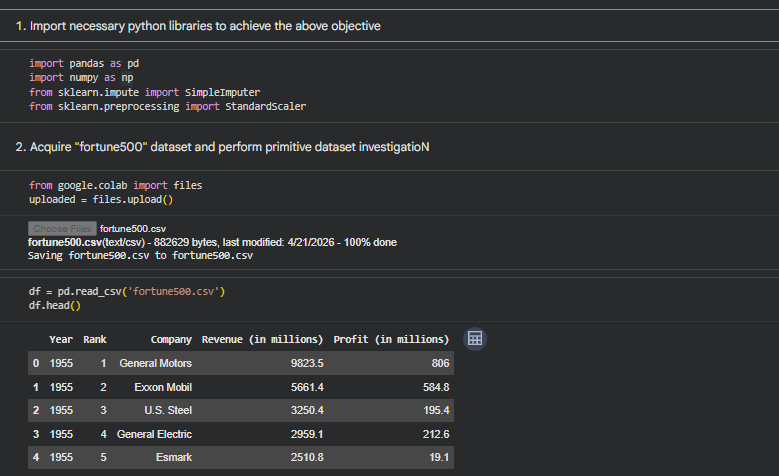 1. Import necessary python libraries to achieve the above objective
import pandas as pd
import numpy as np
from sklearn.impute import SimpleImputer
from sklearn.preprocessing import StandardScaler
2. Acquire "fortune500" dataset and perform primitive dataset investigatioN
from google.colab import files
uploaded = files.upload()
Choose Files fortune500.csv
fortune500.csv(text/csv) - 882629 bytes, last modified: 4/21/2026 - 100% done
Saving fortune500.csv to fortune500.csv
df = pd.read_csv('fortune500.csv')
df.head()
Year Rank Company Revenue (in millions) Profit (in millions)
0 1955 1 General Motors 9823.5 806
1 1955 2 Exxon Mobil 5661.4 584.8
2 1955 3 U.S. Steel 3250.4 195.4
3 1955 4 General Electric 2959.1 212.6
4 1955 5 Esmark 2510.8 19.1